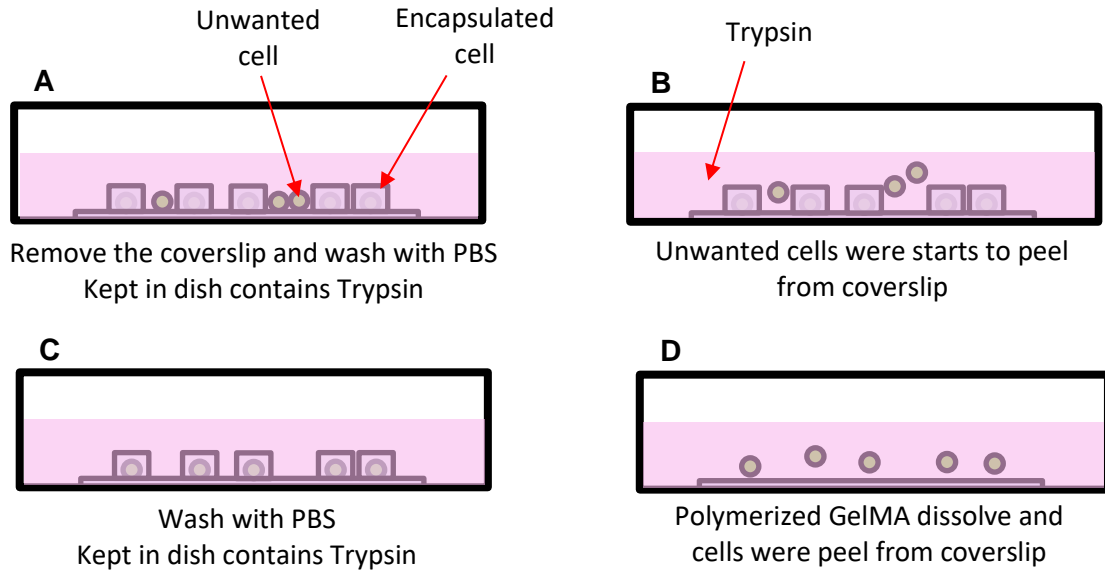 Unwanted
cell
Encapsulated
cell
A
Remove the coverslip and wash with PBS
Kept in dish contains Trypsin
Trypsin
B
Unwanted cells were starts to peel
from coverslip
C
Wash with PBS
Kept in dish contains Trypsin
D
Polymerized GelMA dissolve and
cells were peel from coverslip